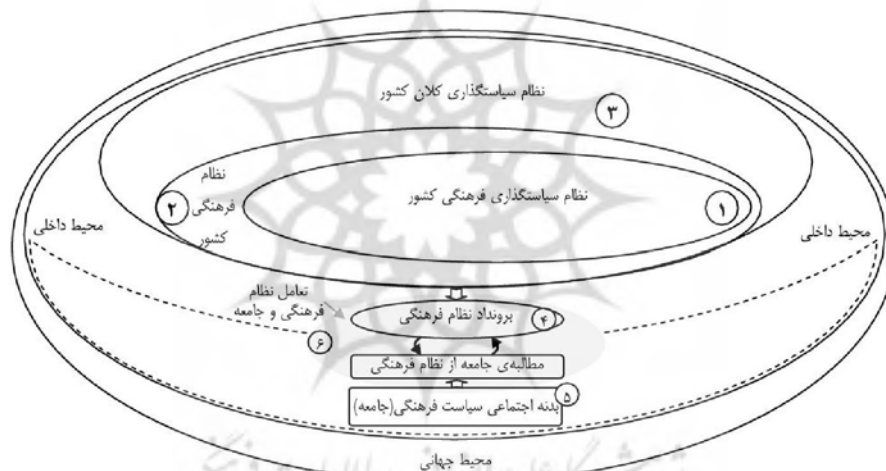 نظام سیاستگذاری کلان کشور
۳
نظام
فرهنگی
کشور
۲
نظام سیاستگذاری فرهنگی کشور
۱
محیط داخلی
محیط داخلی
تعامل نظام
فرهنگی و جامعه
۶
برونداد نظام فرهنگی
۴
مطالبه‌ی جامعه از نظام فرهنگی
۵
بدنه اجتماعی سیاست فرهنگی(جامعه)
محیط جهانی